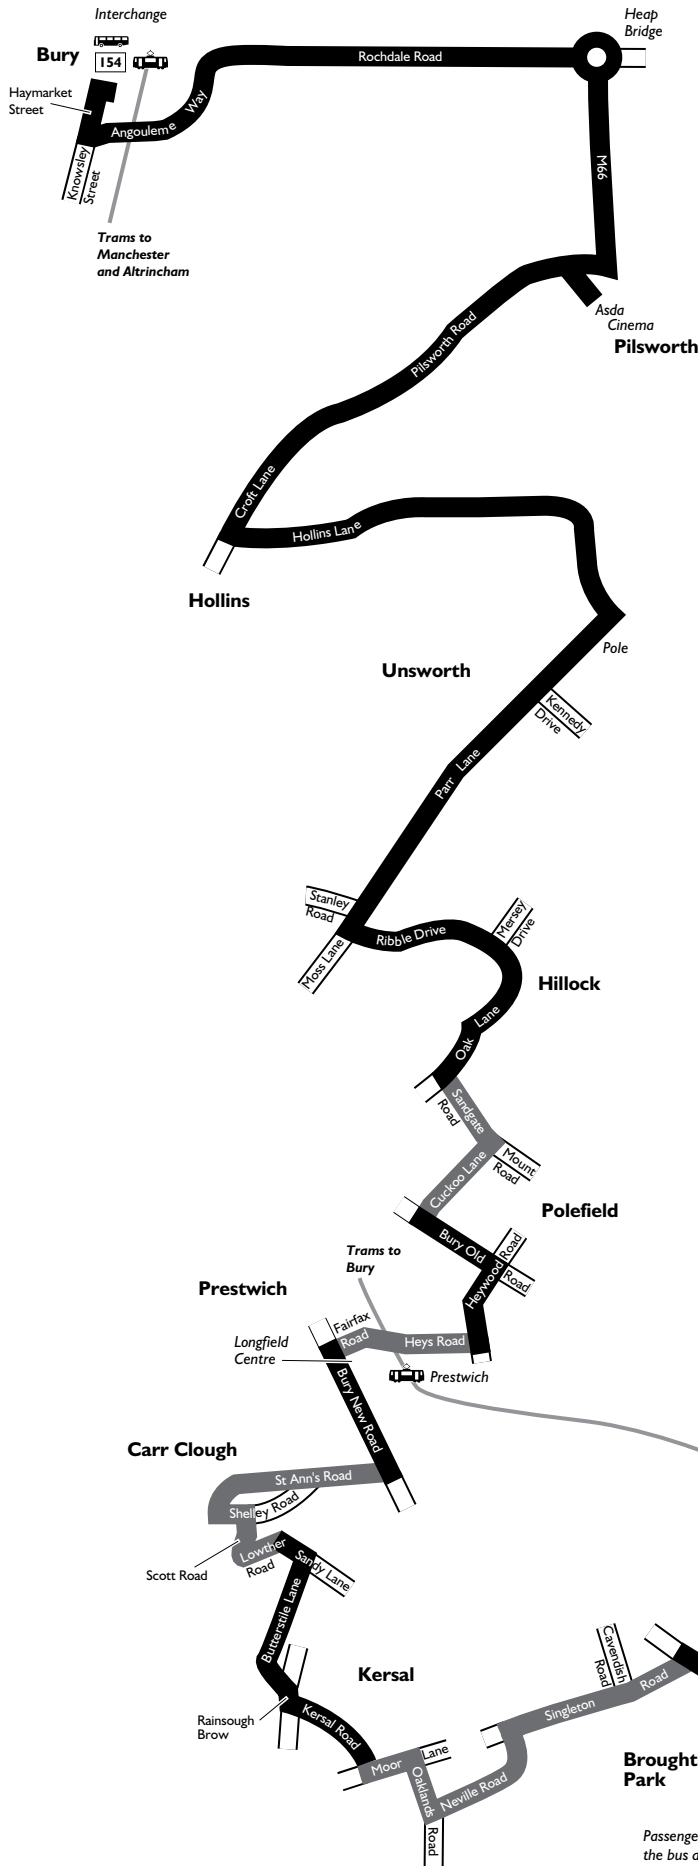 Interchange
Heap
Bridge
Bury
154
Rochdale Road
Haymarket
Street
Angouleme Way
Knowsley
Street
M66
Trams to
Manchester
and Altrincham
Asda
Cinema
Pilsworth
Pilsworth Road
Croft Lane
Hollins Lane
Hollins
Pole
Unsworth
Kennedy
Drive
Parr Lane
Stanley
Road
Mersey
Drive
Ribble Drive
Moss Lane
Hillock
Oak Lane
Sandgate
Road
Mount
Road
Cuckoo Lane
Polefield
Bury Old
Road
Heywood Road
Trams to
Bury
Prestwich
Fairfax
Road
Heys Road
Longfield
Centre
Prestwich
Bury New Road
Carr Clough
St Ann's Road
Shelley Road
Scott Road
Lowther
Road
Sandy Lane
Butterstile Lane
Cavendish
Road
Kersal
Rainsough
Brow
Kersal Road
Singleton Road
Moor Lane
Oaklands
Road
Neville Road
Brought
Park
Passenge
the bus a